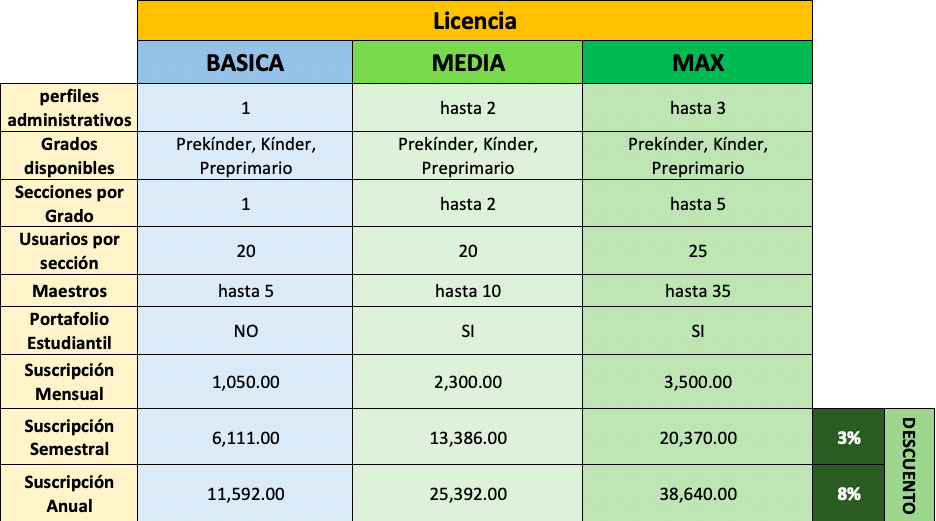 Licencia
BASICA MEDIA MAX
perfiles
administrativos
1 hasta 2 hasta 3
Grados
disponibles
Prekínder, Kínder,
Preprimario
Prekínder, Kínder,
Preprimario
Prekínder, Kínder,
Preprimario
Secciones por
Grado
1 hasta 2 hasta 5
Usuarios por
sección
20 20 25
Maestros hasta 5 hasta 10 hasta 35
Portafolio
Estudiantil
NO SI SI
Suscripción
Mensual
1,050.00 2,300.00 3,500.00
Suscripción
Semestral
6,111.00 13,386.00 20,370.00 3%
Suscripción
Anual
11,592.00 25,392.00 38,640.00 8%
DESCUENTO